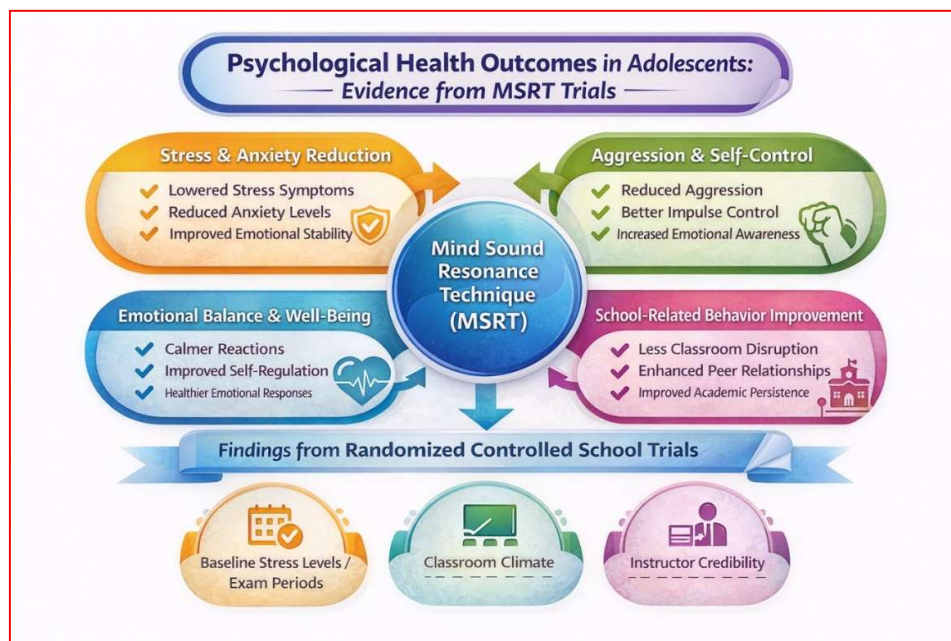 Psychological Health Outcomes in Adolescents:
Evidence from MSRT Trials
Stress & Anxiety Reduction
Lowered Stress Symptoms
Reduced Anxiety Levels
Improved Emotional Stability
Aggression & Self-Control
Reduced Aggression
Better Impulse Control
Increased Emotional Awareness
Mind Sound
Resonance
Technique
(MSRT)
Emotional Balance & Well-Being
Calmer Reactions
Improved Self-Regulation
Healthier Emotional Responses
School-Related Behavior Improvement
Less Classroom Disruption
Enhanced Peer Relationships
Improved Academic Persistence
Findings from Randomized Controlled School Trials
Baseline Stress Levels /
Exam Periods
Classroom Climate
Instructor Credibility